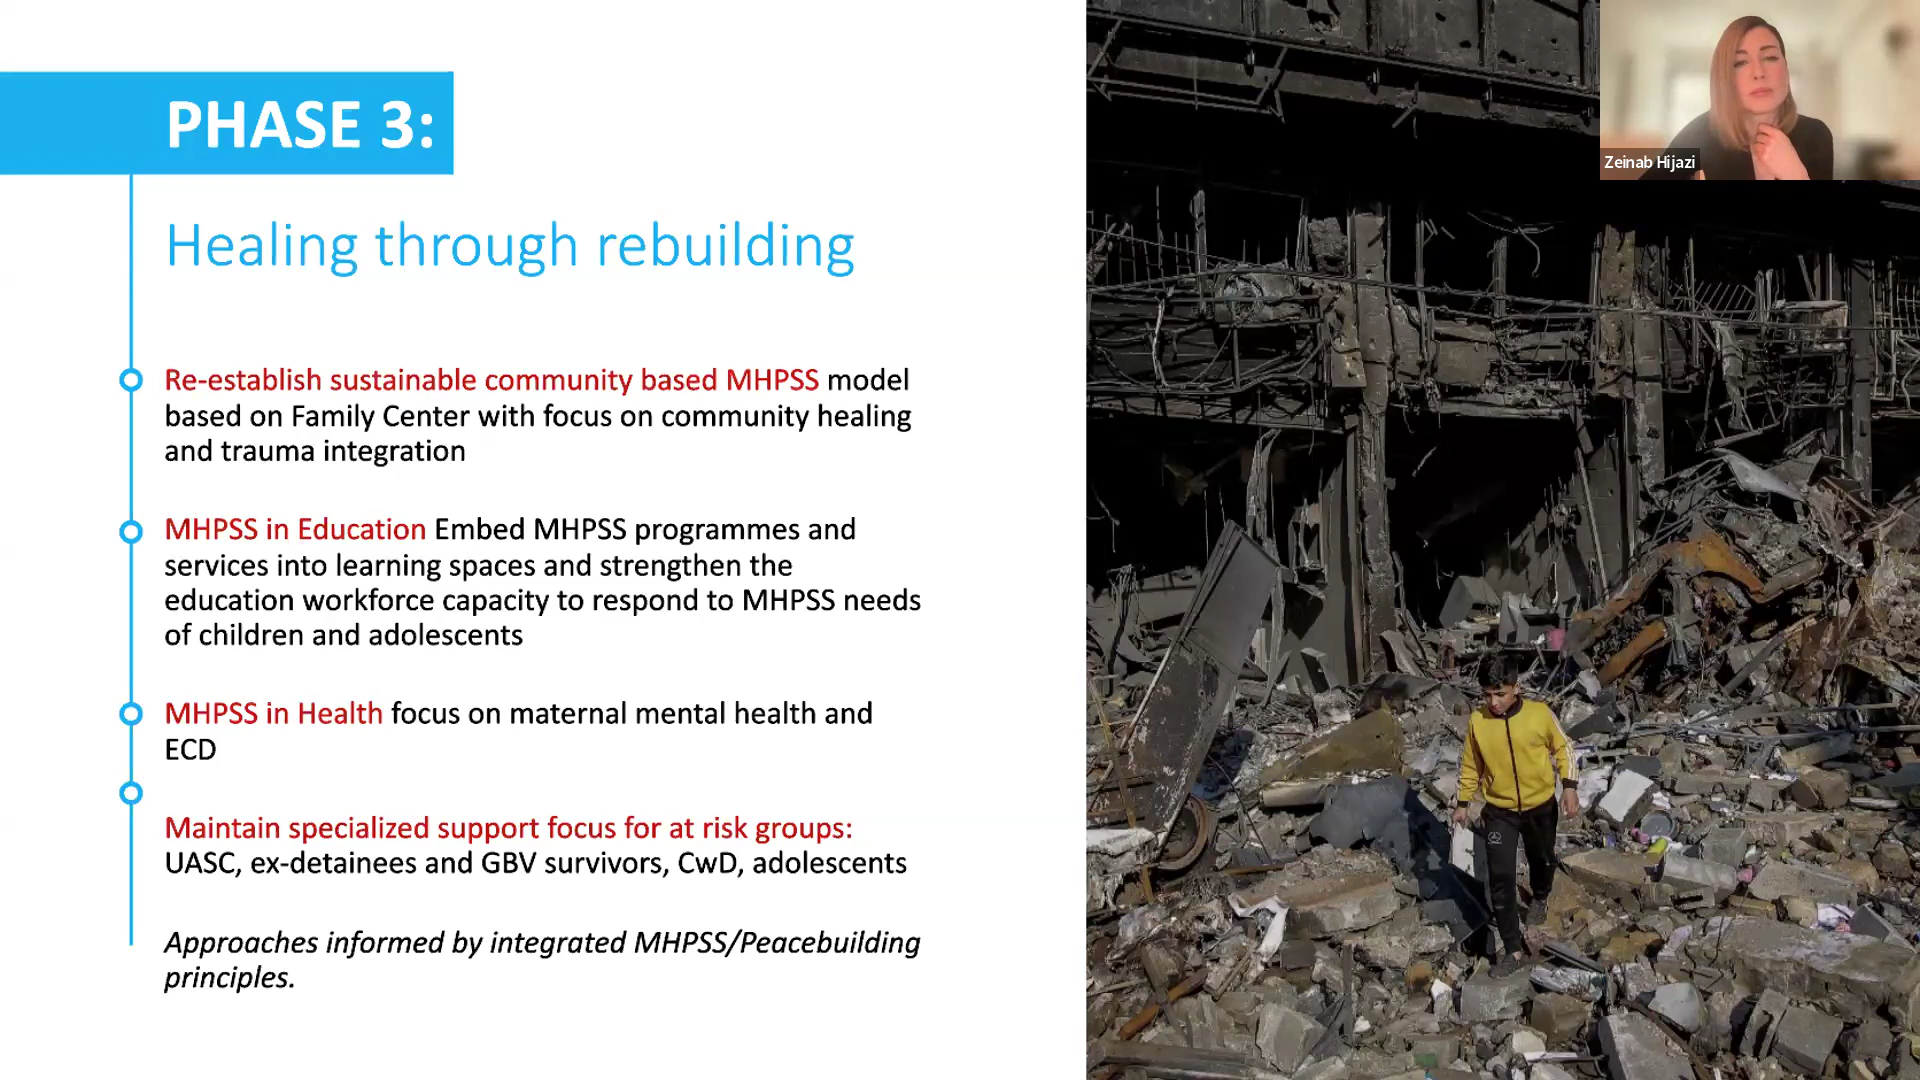 PHASE 3:
Healing through rebuilding
Re-establish sustainable community based MHPSS model
based on Family Center with focus on community healing
and trauma integration
MHPSS in Education Embed MHPSS programmes and
services into learning spaces and strengthen the
education workforce capacity to respond to MHPSS needs
of children and adolescents
MHPSS in Health focus on maternal mental health and
ECD
Maintain specialized support focus for at risk groups:
UASC, ex-detainees and GBV survivors, CwD, adolescents
Approaches informed by integrated MHPSS/Peacebuilding
principles.
Zeinab Hijazi